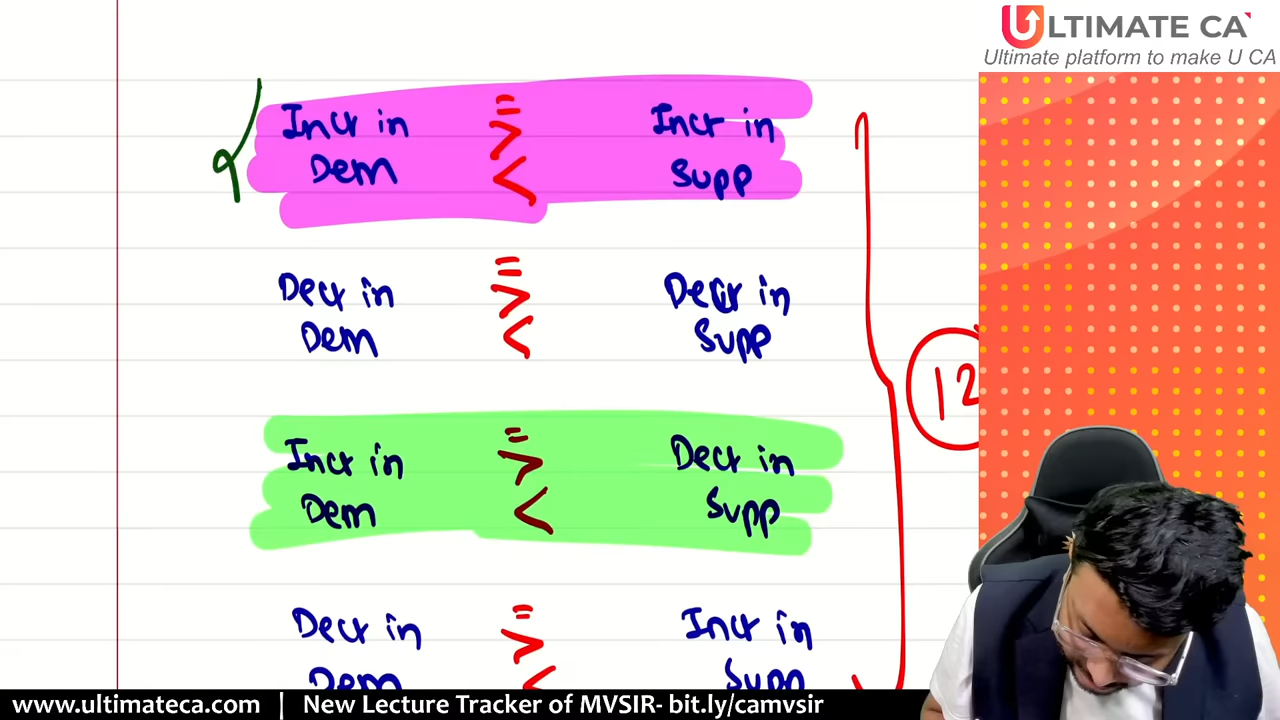 ULTIMATE CA
Ultimate platform to make U CA
Incr in = Incr in
Dem > < Supp
Decr in = Decr in
Dem > < Supp
12
Incr in = Decr in
Dem > < Supp
Decr in = Incr in
Dem > < Supp
www.ultimateca.com | New Lecture Tracker of MVSIR- bit.ly/camvsir